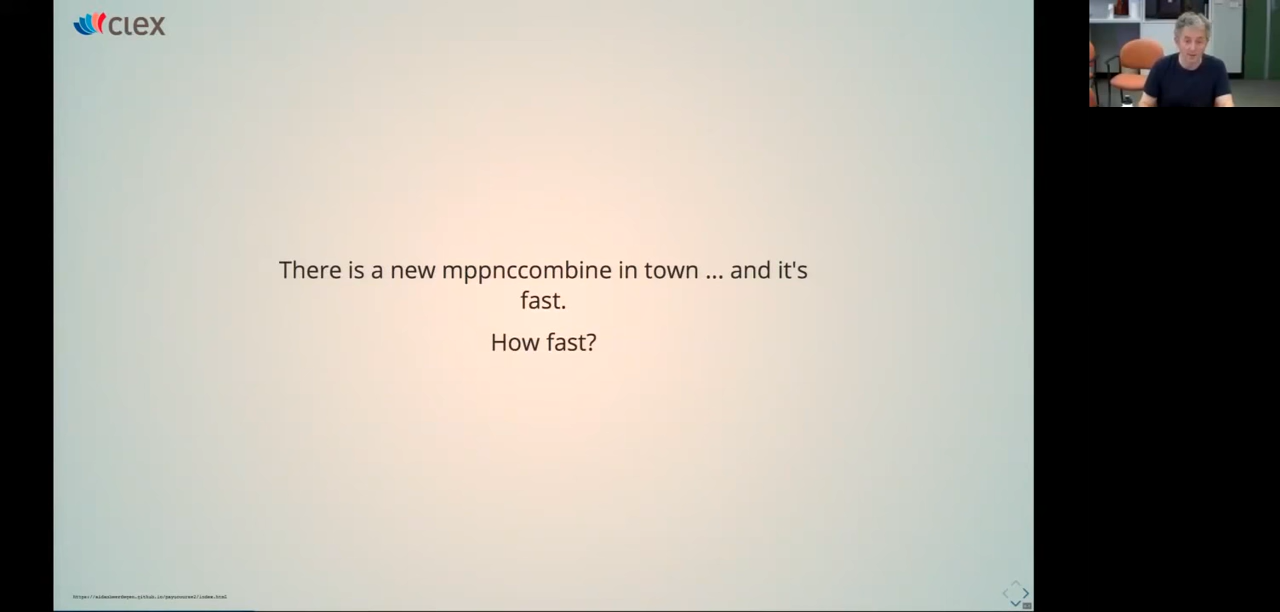 CLEX
There is a new mppnccombine in town ... and it's
fast.
How fast?